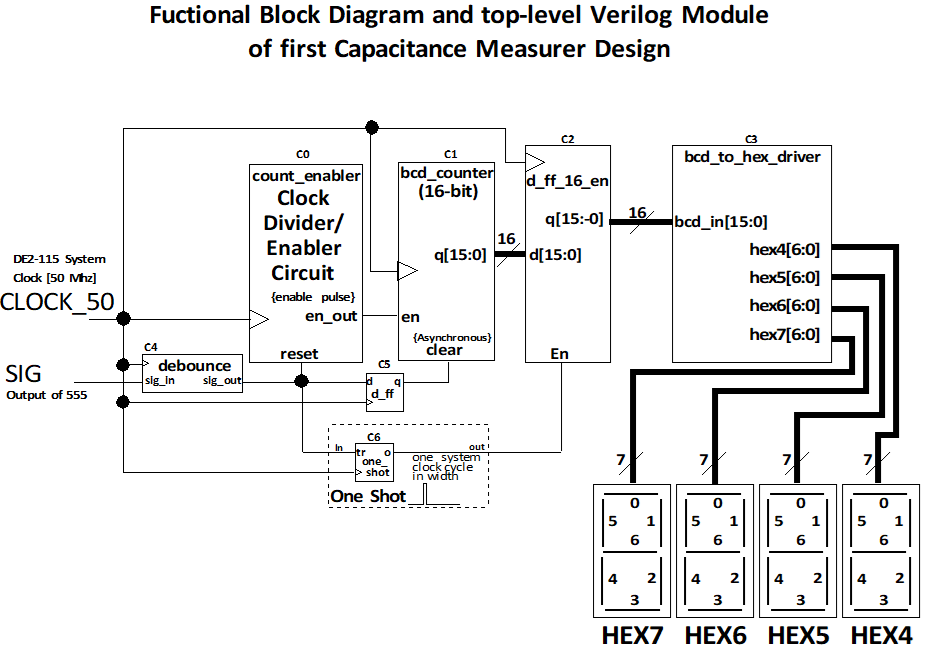 Fuctional Block Diagram and top-level Verilog Module
of first Capacitance Measurer Design
C0
count_enabler
Clock
Divider/
Enabler
Circuit
{enable pulse}
en_out
reset
C1
bcd_counter
(16-bit)
q[15:0]
en
{Asynchronous}
clear
16
C2
d_ff_16_en
q[15:-0]
d[15:0]
En
16
C3
bcd_to_hex_driver
bcd_in[15:0]
hex4[6:0]
hex5[6:0]
hex6[6:0]
hex7[6:0]
DE2-115 System
Clock [50 Mhz]
CLOCK_50
SIG
Output of 555
C4
debounce
sig_in sig_out
C5
d q
d_ff
C6
In
tr o
one_
shot
out
one system
clock cycle
in width
One Shot
7 7 7 7
0 0 0 0
5 1 5 1 5 1 5 1
6 6 6 6
4 2 4 2 4 2 4 2
3 3 3 3
HEX7 HEX6 HEX5 HEX4